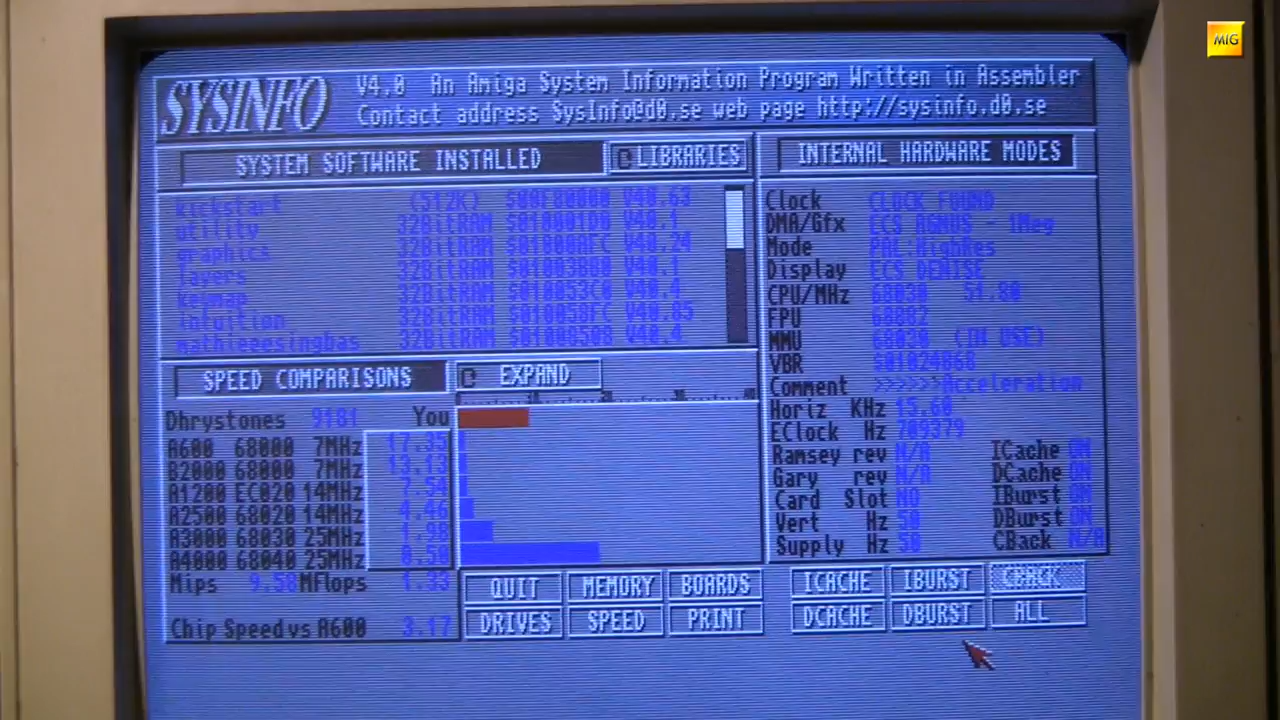 MIG
SYSINFO
V4.0 An Amiga System Information Program Written in Assembler
Contact address SysInfo@d0.se web page http://sysinfo.d0.se
SYSTEM SOFTWARE INSTALLED
LIBRARIES
kickstart (512K) $00F80000 V40.63
utility 32BitRAM V40.1
graphics 32BitRAM V40.24
layers 32BitRAM V40.1
keymap 32BitRAM V40.4
intuition 32BitRAM V40.85
mathieeesingbas 32BitRAM V40.4
INTERNAL HARDWARE MODES
Clock CLOCK FOUND
DMA/Gfx ECS AGNUS - 1Meg
Mode PAL:HighRes
Display ECS DENISE
CPU/MHz 68030 51.80
FPU 68882
MMU 68030 (IN USE)
VBR
Comment >>>>>>>Acceleration
Horiz KHz 15.60
EClock Hz 709379
Ramsey rev N/A
Gary rev N/A
Card Slot NO
Vert Hz 50
Supply Hz 50
ICache ON
DCache ON
IBurst ON
DBurst ON
CBack N/A
SPEED COMPARISONS
EXPAND
Dhrystones 9181 You
A600 68000 7MHz 17.35
B2000 68000 7MHz 13.13
A1200 EC020 14MHz 7.54
A2500 68020 14MHz 4.46
A3000 68030 25MHz 1.98
A4000 68040 25MHz 0.50
Mips 9.58 MFlops 1.33
Chip Speed vs A600 3.17
QUIT MEMORY BOARDS
DRIVES SPEED PRINT
ICACHE IBURST CBACK
DCACHE DBURST ALL